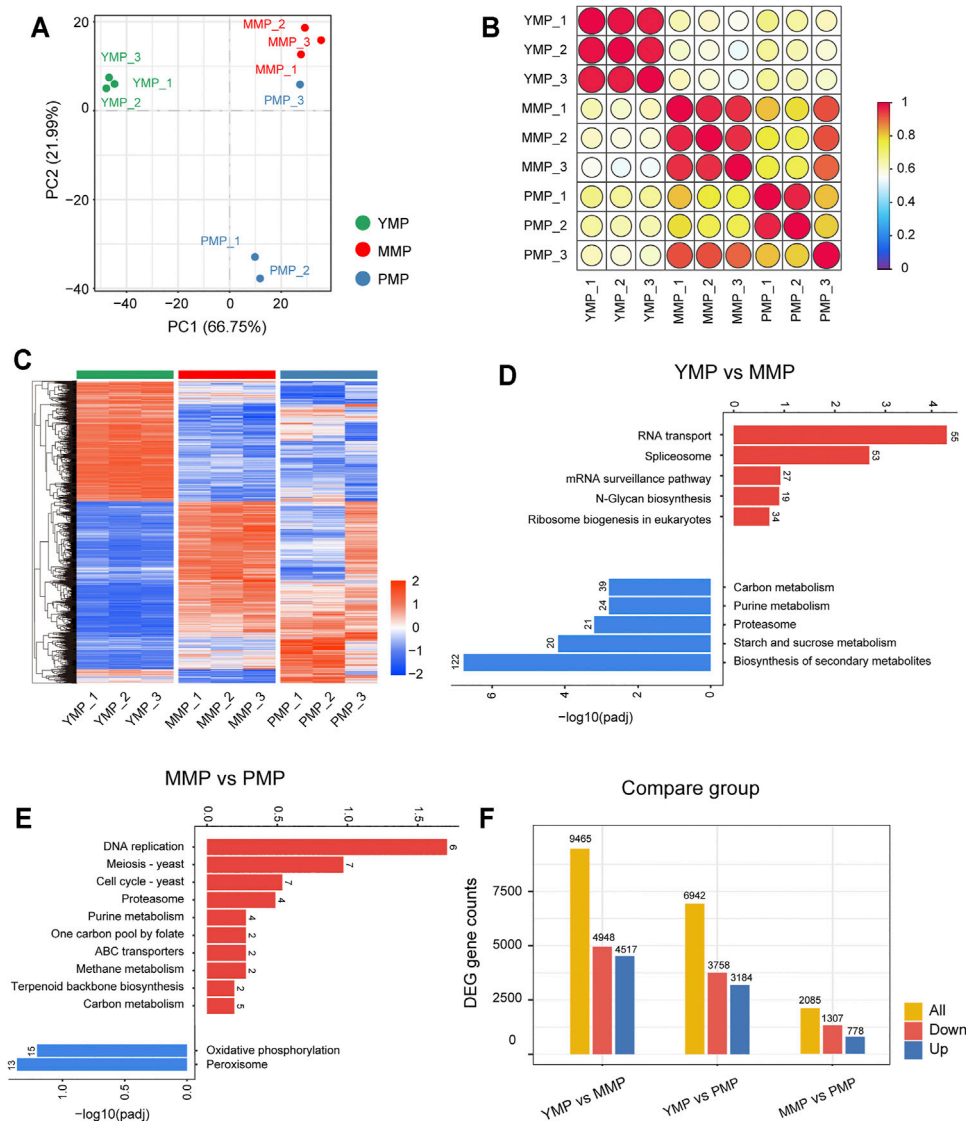 A
20
0
−20
−40
−40
−20
0
20
PC2 (21.99%)
PC1 (66.75%)
MMP_2
MMP_3
MMP_1
PMP_3
YMP_3
YMP_1
YMP_2
PMP_1
PMP_2
YMP
MMP
PMP
B
YMP_1
YMP_2
YMP_3
MMP_1
MMP_2
MMP_3
PMP_1
PMP_2
PMP_3
YMP_1
YMP_2
YMP_3
MMP_1
MMP_2
MMP_3
PMP_1
PMP_2
PMP_3
1
0.8
0.6
0.4
0.2
0
C
2
1
0
−1
−2
YMP_1
YMP_2
YMP_3
MMP_1
MMP_2
MMP_3
PMP_1
PMP_2
PMP_3
D
YMP vs MMP
0
1
2
3
4
RNA transport
55
Spliceosome
53
mRNA surveillance pathway
27
N-Glycan biosynthesis
19
Ribosome biogenesis in eukaryotes
34
39
Carbon metabolism
24
Purine metabolism
21
Proteasome
20
Starch and sucrose metabolism
122
Biosynthesis of secondary metabolites
6
4
2
0
−log10(padj)
MMP vs PMP
E
0.0
0.5
1.0
1.5
DNA replication
6
Meiosis - yeast
7
Cell cycle - yeast
7
Proteasome
4
Purine metabolism
4
One carbon pool by folate
2
ABC transporters
2
Methane metabolism
2
Terpenoid backbone biosynthesis
2
Carbon metabolism
5
15
Oxidative phosphorylation
13
Peroxisome
1.0
0.5
0.0
−log10(padj)
Compare group
F
DEG gene counts
7500
5000
2500
0
9465
4948
4517
6942
3758
3184
2085
1307
778
YMP vs MMP
YMP vs PMP
MMP vs PMP
All
Down
Up